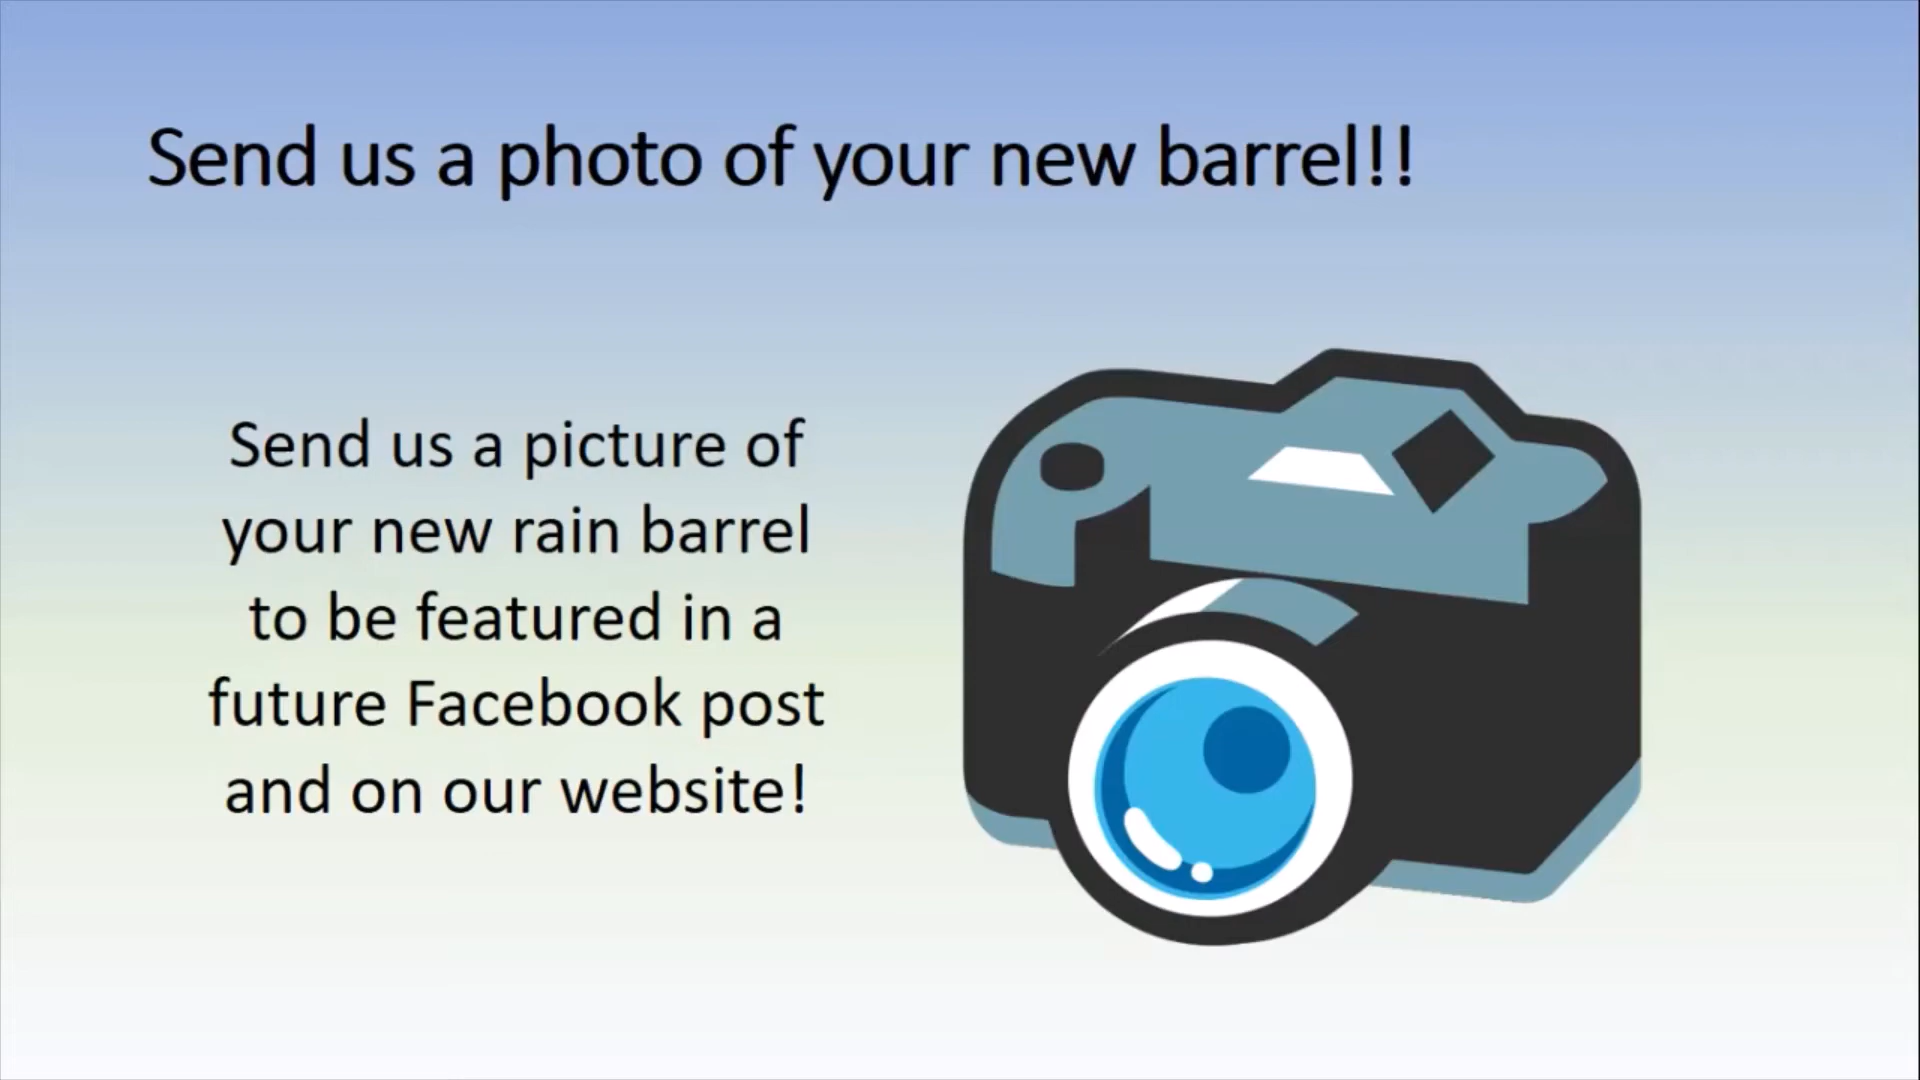 Send us a photo of your new barrel!!
Send us a picture of
your new rain barrel
to be featured in a
future Facebook post
and on our website!